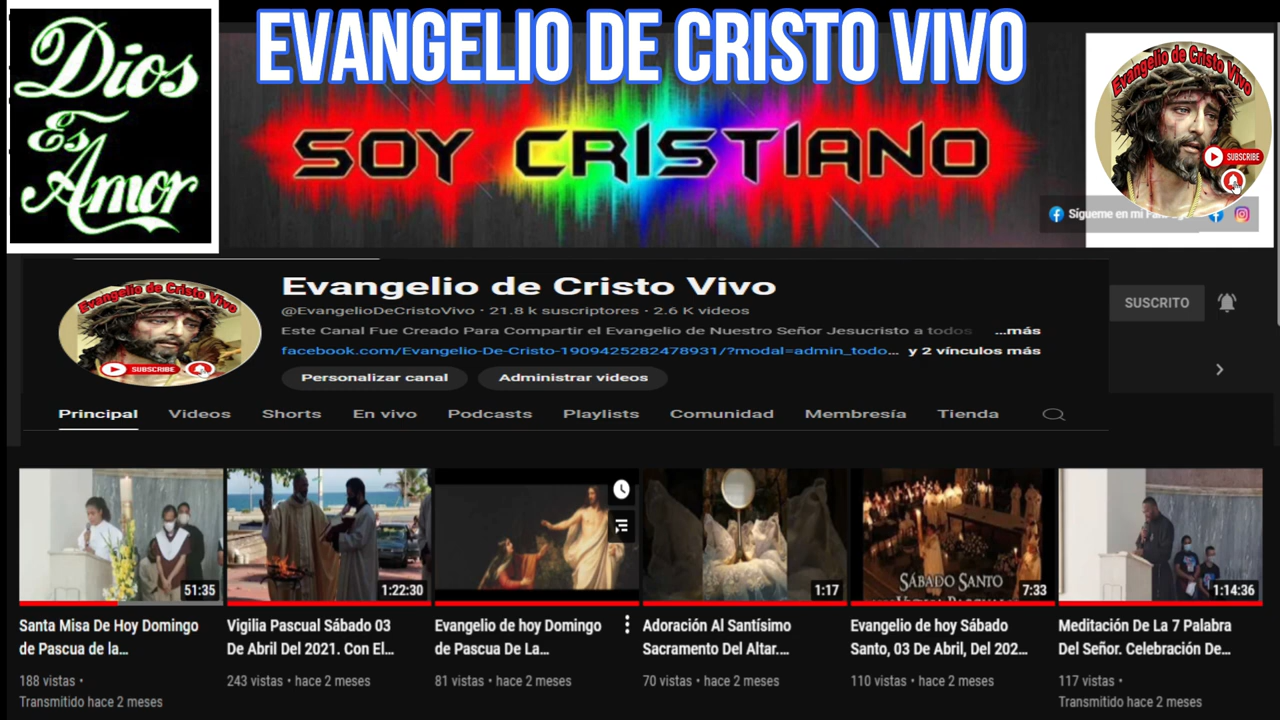 Dios
Es
Amor
EVANGELIO DE CRISTO VIVO
SOY CRISTIANO
Evangelio de Cristo Vivo
SUBSCRIBE
Sígueme en mi
Evangelio de Cristo Vivo
SUBSCRIBE
Evangelio de Cristo Vivo
@EvangelioDeCristoVivo · 21.8 k suscriptores · 2.6 K videos
Este Canal Fue Creado Para Compartir el Evangelio de Nuestro Señor Jesucristo a todos ...más
facebook.com/Evangelio-De-Cristo-1909425282478931/?modal=admin_todo... y 2 vínculos más
Personalizar canal Administrar videos
SUSCRITO
Principal Videos Shorts En vivo Podcasts Playlists Comunidad Membresía Tienda
51:35 1:22:30 1:17 7:33 1:14:36
SÁBADO SANTO
Santa Misa De Hoy Domingo
de Pascua de la...
188 vistas •
Transmitido hace 2 meses
Vigilia Pascual Sábado 03
De Abril Del 2021. Con El...
243 vistas • hace 2 meses
Evangelio de hoy Domingo
de Pascua De La...
81 vistas • hace 2 meses
Adoración Al Santísimo
Sacramento Del Altar....
70 vistas • hace 2 meses
Evangelio de hoy Sábado
Santo, 03 De Abril, Del 202...
110 vistas • hace 2 meses
Meditación De La 7 Palabra
Del Señor. Celebración De...
117 vistas •
Transmitido hace 2 meses